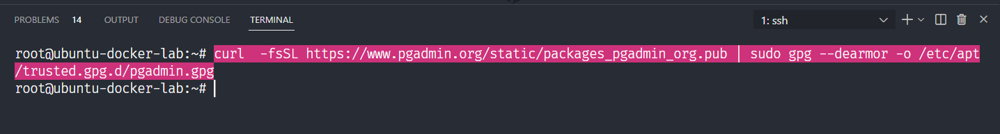 PROBLEMS 14 OUTPUT DEBUG CONSOLE TERMINAL 1: ssh
root@ubuntu-docker-lab:~# curl  -fsSL https://www.pgadmin.org/static/packages_pgadmin_org.pub | sudo gpg --dearmor -o /etc/apt
/trusted.gpg.d/pgadmin.gpg
root@ubuntu-docker-lab:~#